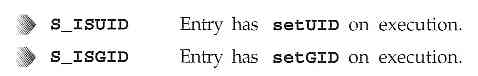 S_ISUID Entry has setUID on execution.
S_ISGID Entry has setGID on execution.